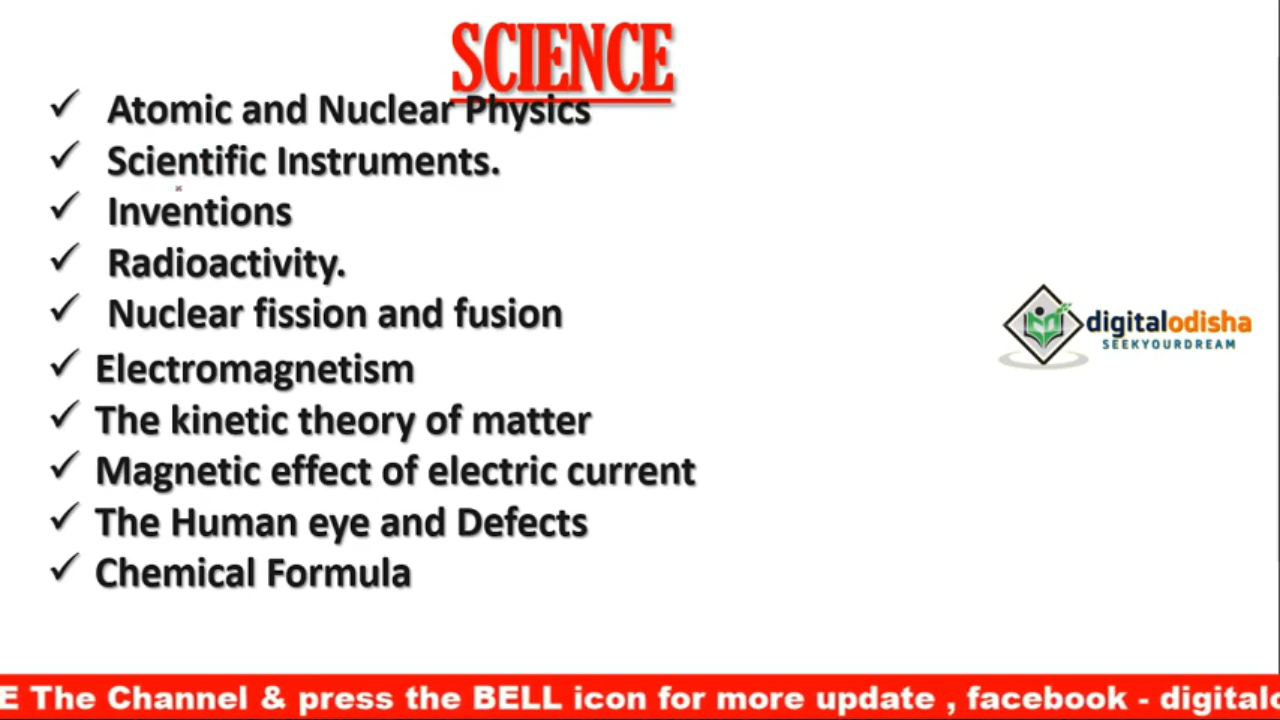 SCIENCE
Atomic and Nuclear Physics
Scientific Instruments.
Inventions
Radioactivity.
Nuclear fission and fusion
Electromagnetism
The kinetic theory of matter
Magnetic effect of electric current
The Human eye and Defects
Chemical Formula
digitalodisha
SEEKYOURDREAM
E The Channel & press the BELL icon for more update , facebook - digital